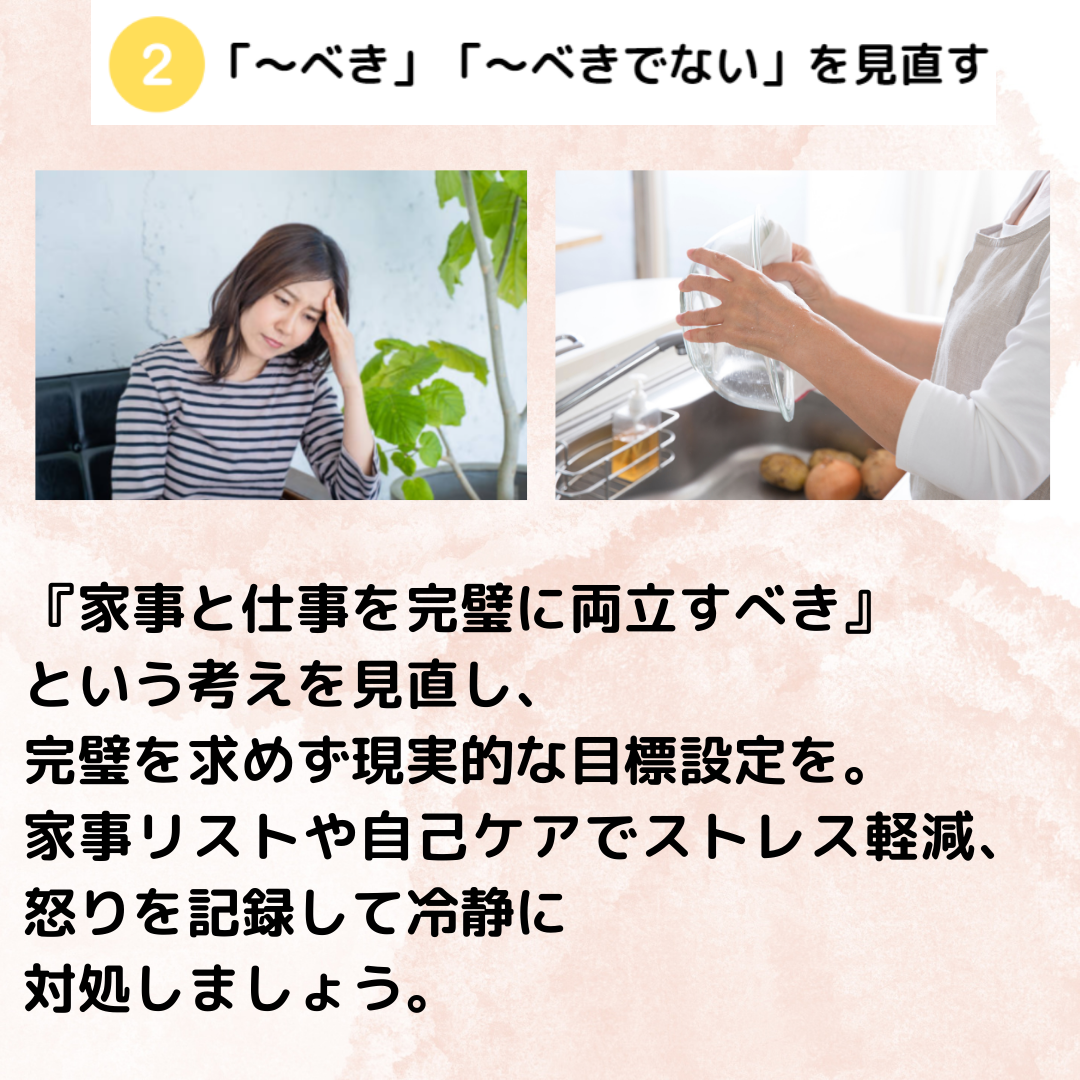 2 「～べき」「～べきでない」を見直す
『家事と仕事を完璧に両立すべき』
という考えを見直し、
完璧を求めず現実的な目標設定を。
家事リストや自己ケアでストレス軽減、
怒りを記録して冷静に
対処しましょう。